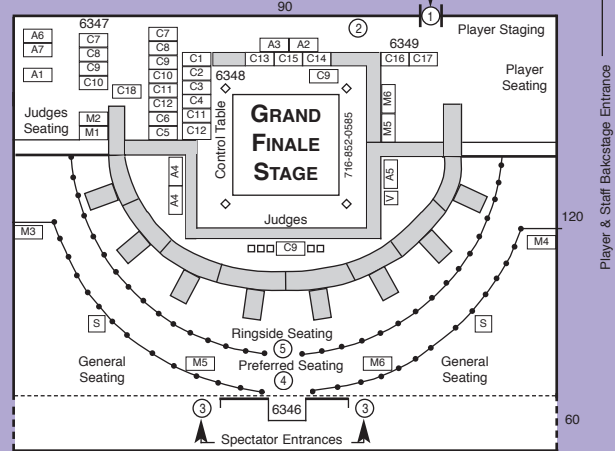 90
1
Player Staging
2
6347
6349
A6
A7
A1
C7
C8
C9
C10
C7
C8
C9
C10
C11
C12
C6
C5
C1
C2
C3
C4
C11
C12
A3
A2
C13
C15
C14
C16
C17
C18
6348
C9
Player
Seating
Judges
Seating
M2
M1
Control Table
GRAND
FINALE
STAGE
716-852-0585
M6
M5
A4
A4
A5
V
Judges
C9
M3
M4
120
Player & Staff Bakcstage Entrance
S
S
Ringside Seating
5
General
Seating
M5
Preferred Seating
M6
General
Seating
4
3
6346
3
60
Spectator Entrances